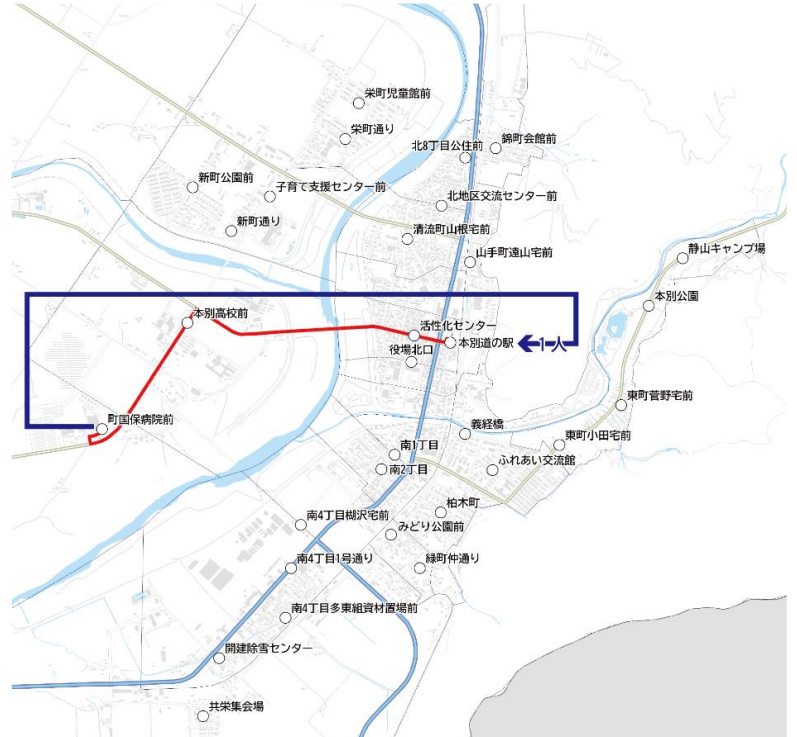 栄町児童館前
栄町通り
北8丁目公住前
錦町会館前
新町公園前
子育て支援センター前
北地区交流センター前
新町通り
清流町山根宅前
山手町遠山宅前
静山キャンプ場
本別公園
本別高校前
活性化センター
本別道の駅
1人
役場北口
東町菅野宅前
町国保病院前
義経橋
東町小田宅前
南1丁目
南2丁目
ふれあい交流館
柏木町
南4丁目楜沢宅前
みどり公園前
南4丁目1号通り
緑町仲通り
南4丁目多東組資材置場前
開建除雪センター
共栄集会場